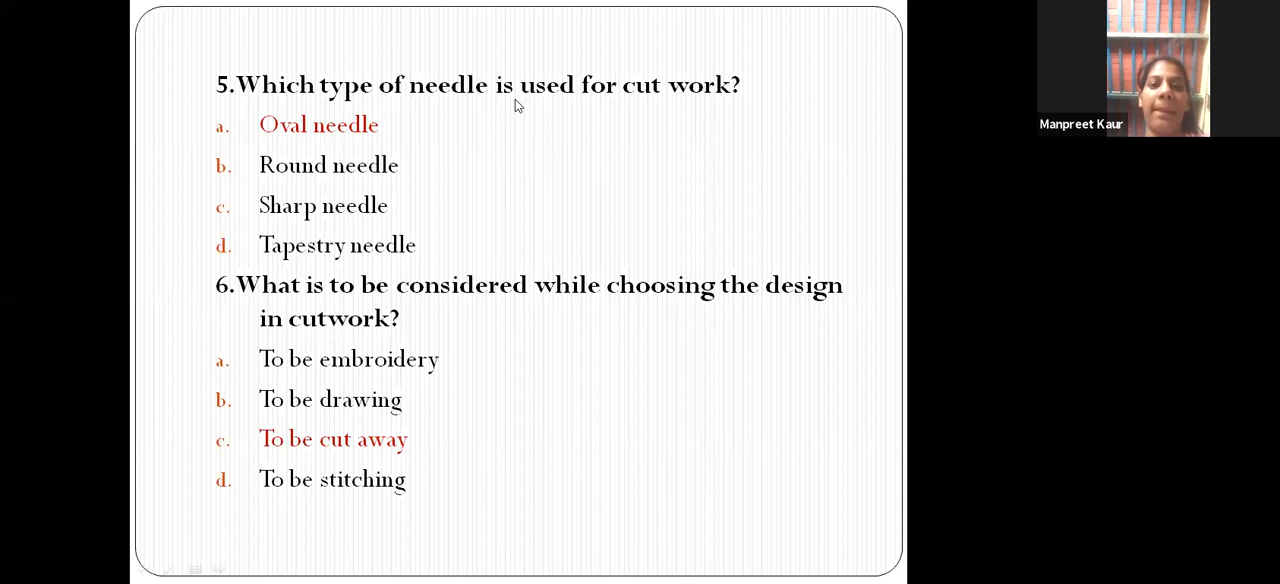 5.Which type of needle is used for cut work?
a. Oval needle
b. Round needle
c. Sharp needle
d. Tapestry needle
6.What is to be considered while choosing the design
in cutwork?
a. To be embroidery
b. To be drawing
c. To be cut away
d. To be stitching
Manpreet Kaur